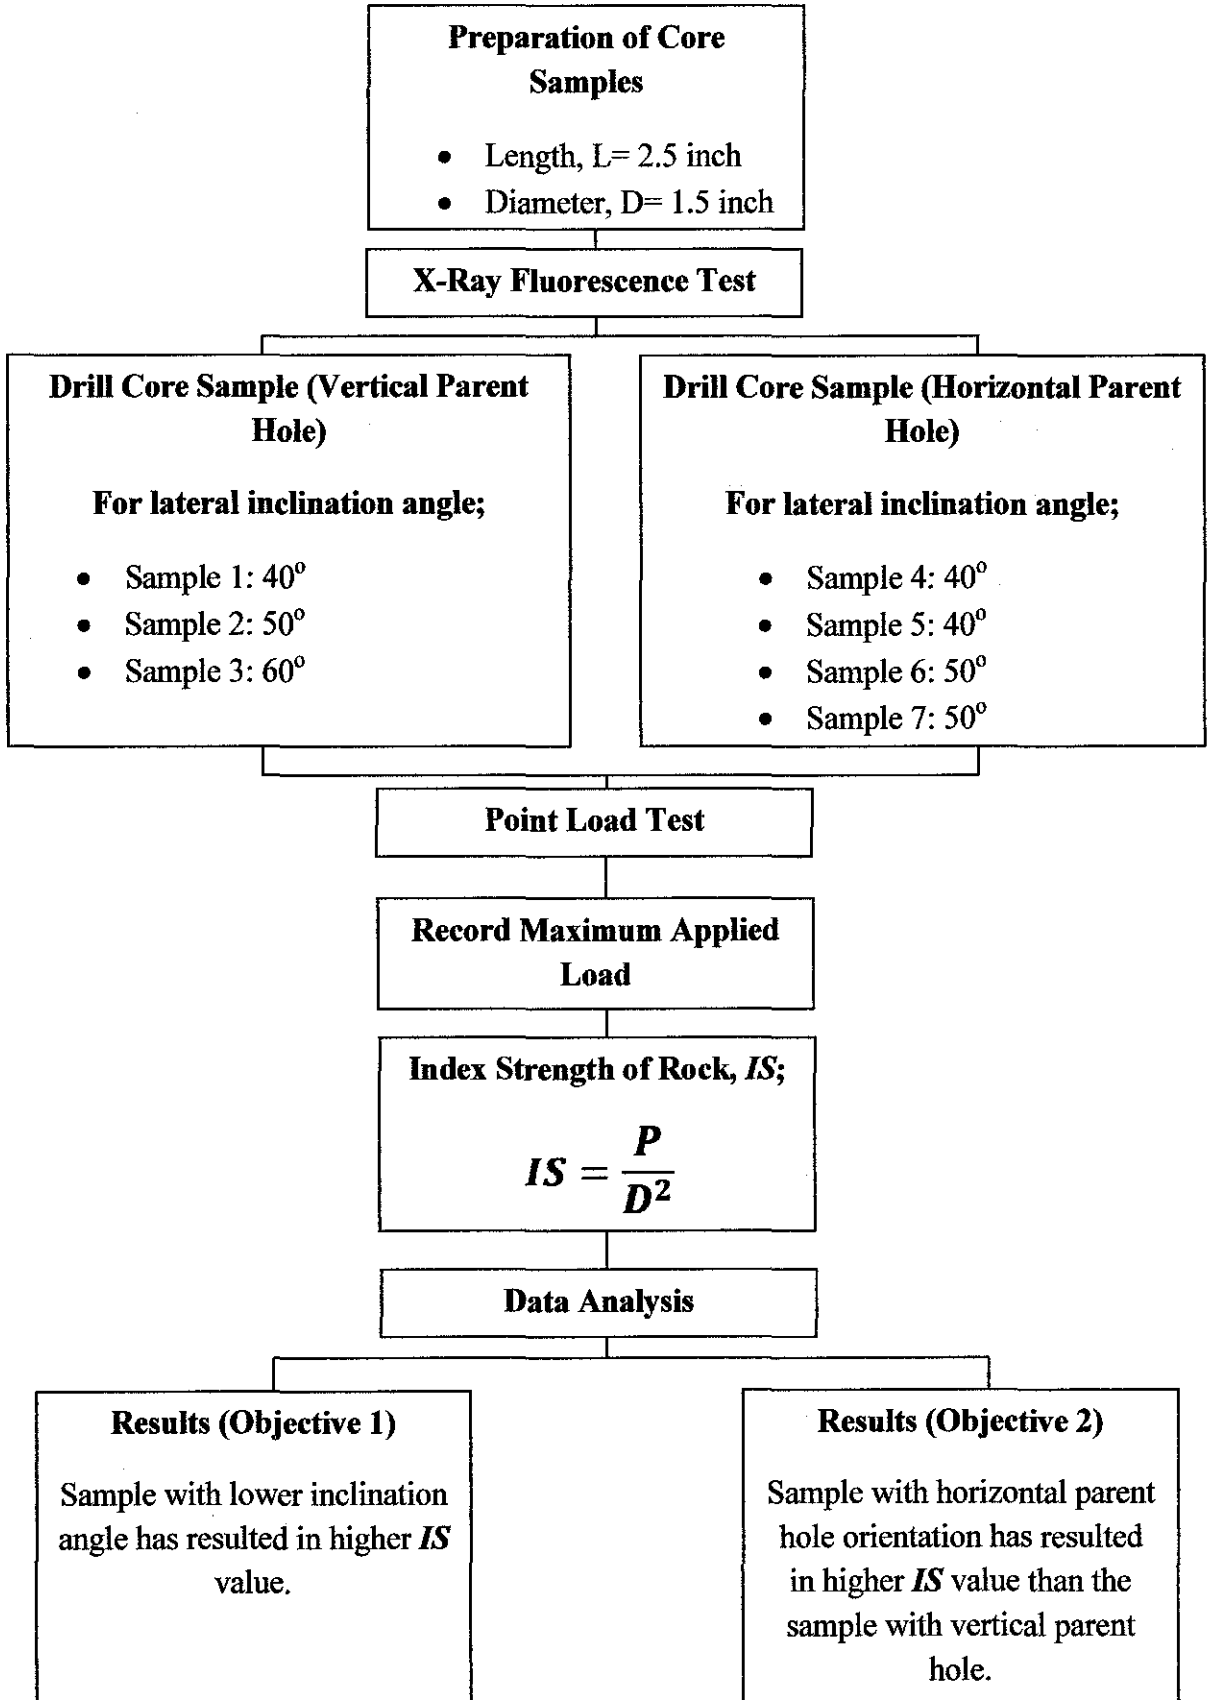 Preparation of Core
Samples
• Length, L= 2.5 inch
• Diameter, D= 1.5 inch
X-Ray Fluorescence Test
Drill Core Sample (Vertical Parent
Hole)
For lateral inclination angle;
• Sample 1: 40°
• Sample 2: 50°
• Sample 3: 60°
Drill Core Sample (Horizontal Parent
Hole)
For lateral inclination angle;
• Sample 4: 40°
• Sample 5: 40°
• Sample 6: 50°
• Sample 7: 50°
Point Load Test
Record Maximum Applied
Load
Index Strength of Rock, IS;
IS = P / D²
Data Analysis
Results (Objective 1)
Sample with lower inclination
angle has resulted in higher IS
value.
Results (Objective 2)
Sample with horizontal parent
hole orientation has resulted
in higher IS value than the
sample with vertical parent
hole.